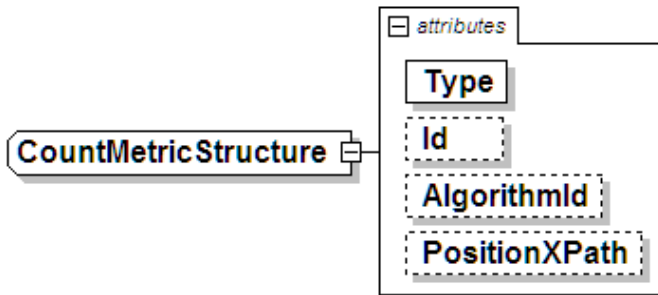 attributes
Type
Id
CountMetricStructure
AlgorithmId
PositionXPath